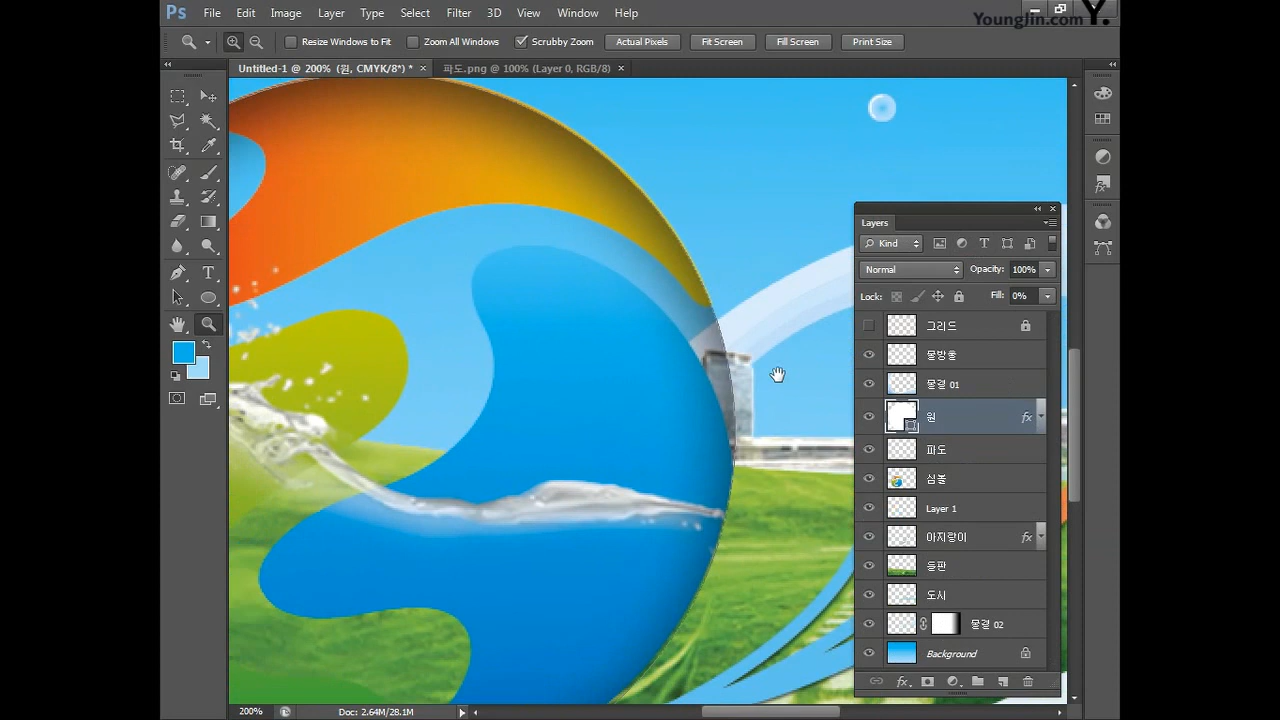 Ps File Edit Image Layer Type Select Filter 3D View Window Help
YoungJin.com Y.
Resize Windows to Fit Zoom All Windows Scrubby Zoom Actual Pixels Fit Screen Fill Screen Print Size
Untitled-1 @ 200% (원, CMYK/8*) * × 파도.png @ 100% (Layer 0, RGB/8) ×
Layers
Kind
Normal Opacity: 100%
Lock: Fill: 0%
그리드
물방울
물결 01
원 fx
파도
심볼
Layer 1
아지랑이 fx
들판
도시
물결 02
Background
200% Doc: 2.64M/28.1M